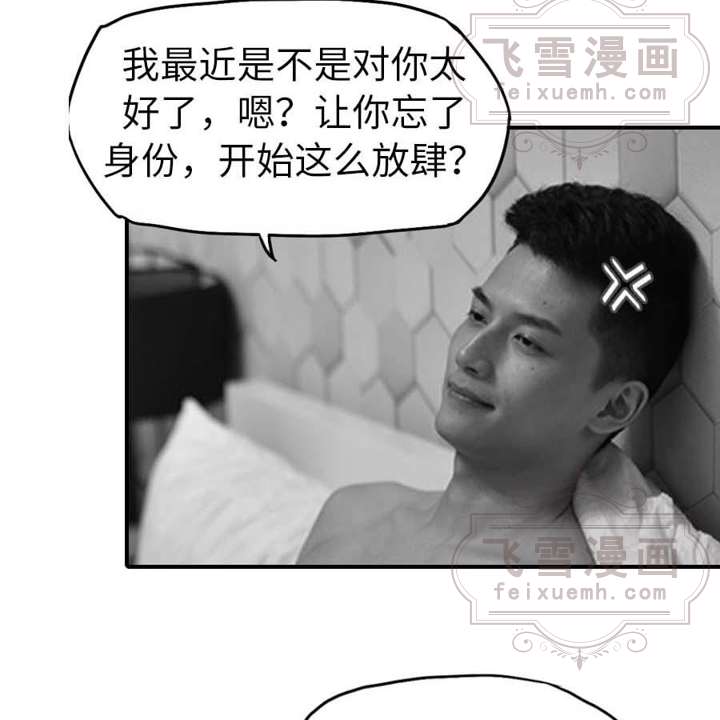 飞雪漫画
feixuemh.com
我最近是不是对你太
好了，嗯？让你忘了
身份，开始这么放肆？
飞雪漫画
feixuemh.com